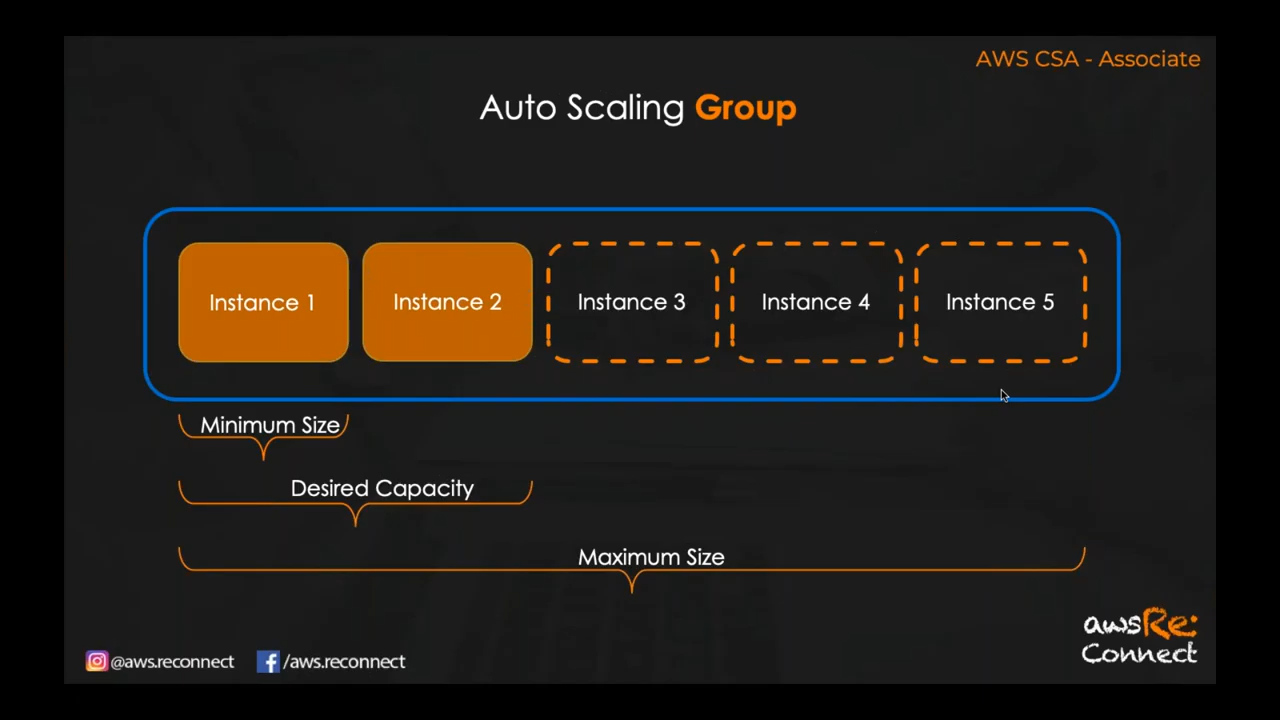 AWS CSA - Associate
Auto Scaling Group
Instance 1
Instance 2
Instance 3
Instance 4
Instance 5
Minimum Size
Desired Capacity
Maximum Size
awsRe:
Connect
@aws.reconnect
/aws.reconnect